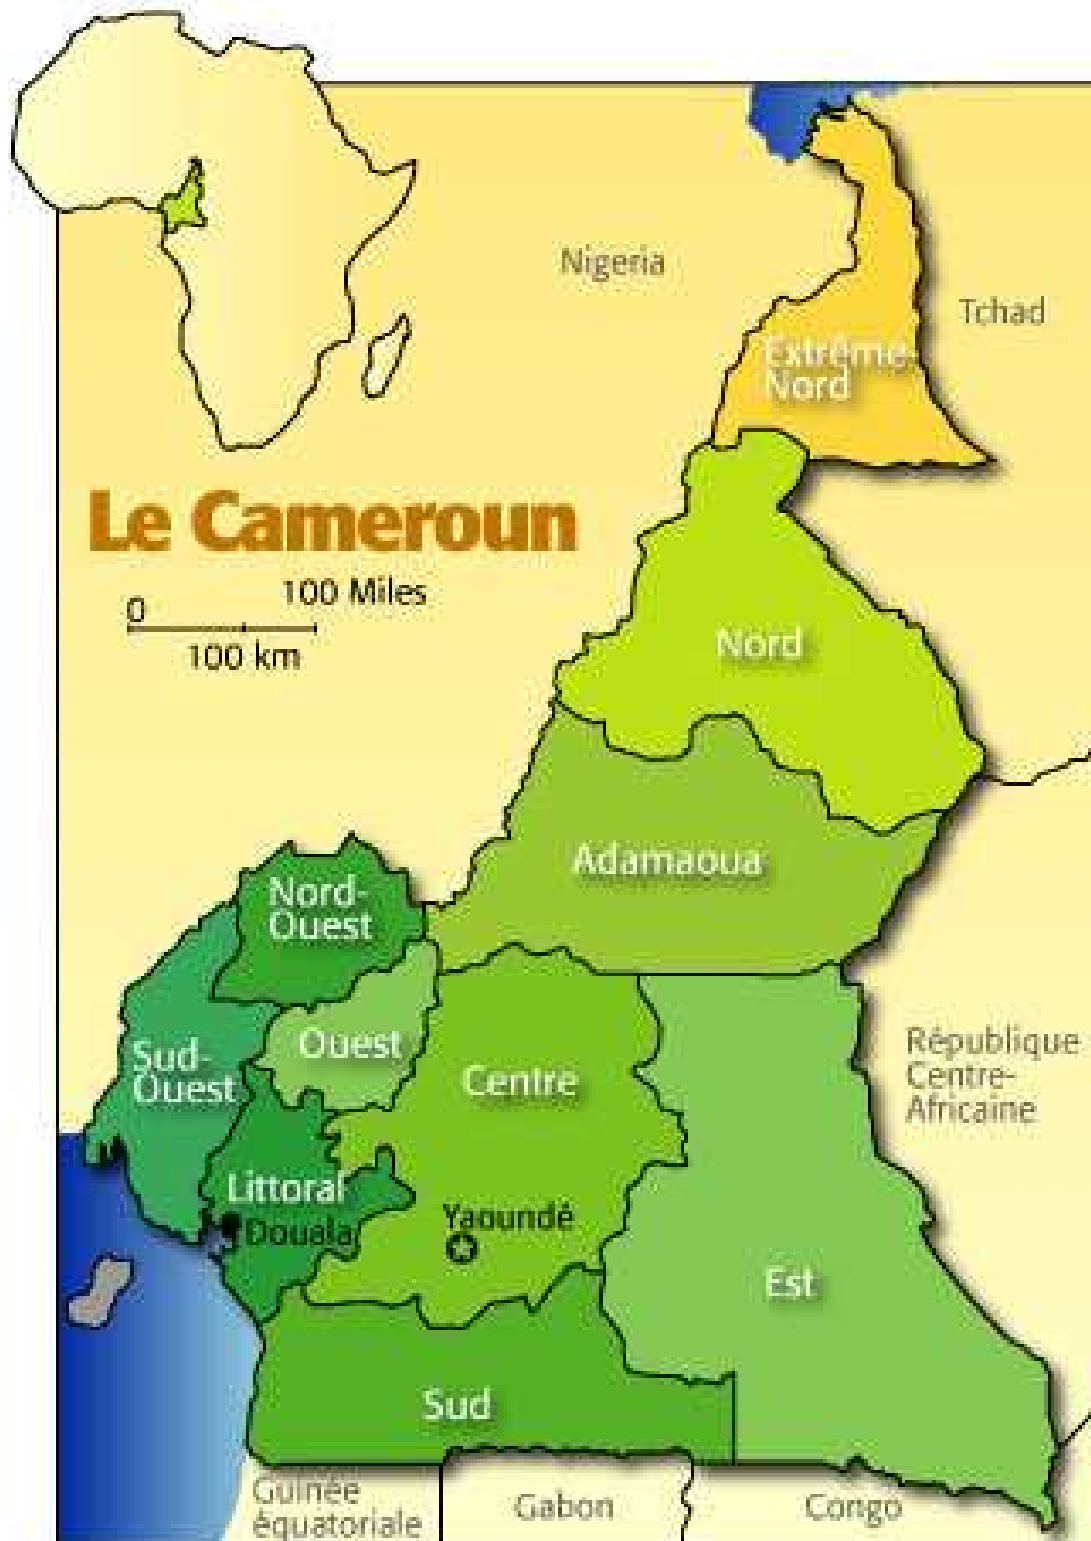 Nigeria
Tchad
Extrême-
Nord
Le Cameroun
100 Miles
0
100 km
Nord
Adamaoua
Nord-
Ouest
Ouest
Sud-
Ouest
Centre
République
Centre-
Africaine
Littoral
Douala
Yaoundé
Est
Sud
Guinée
équatoriale
Gabon
Congo